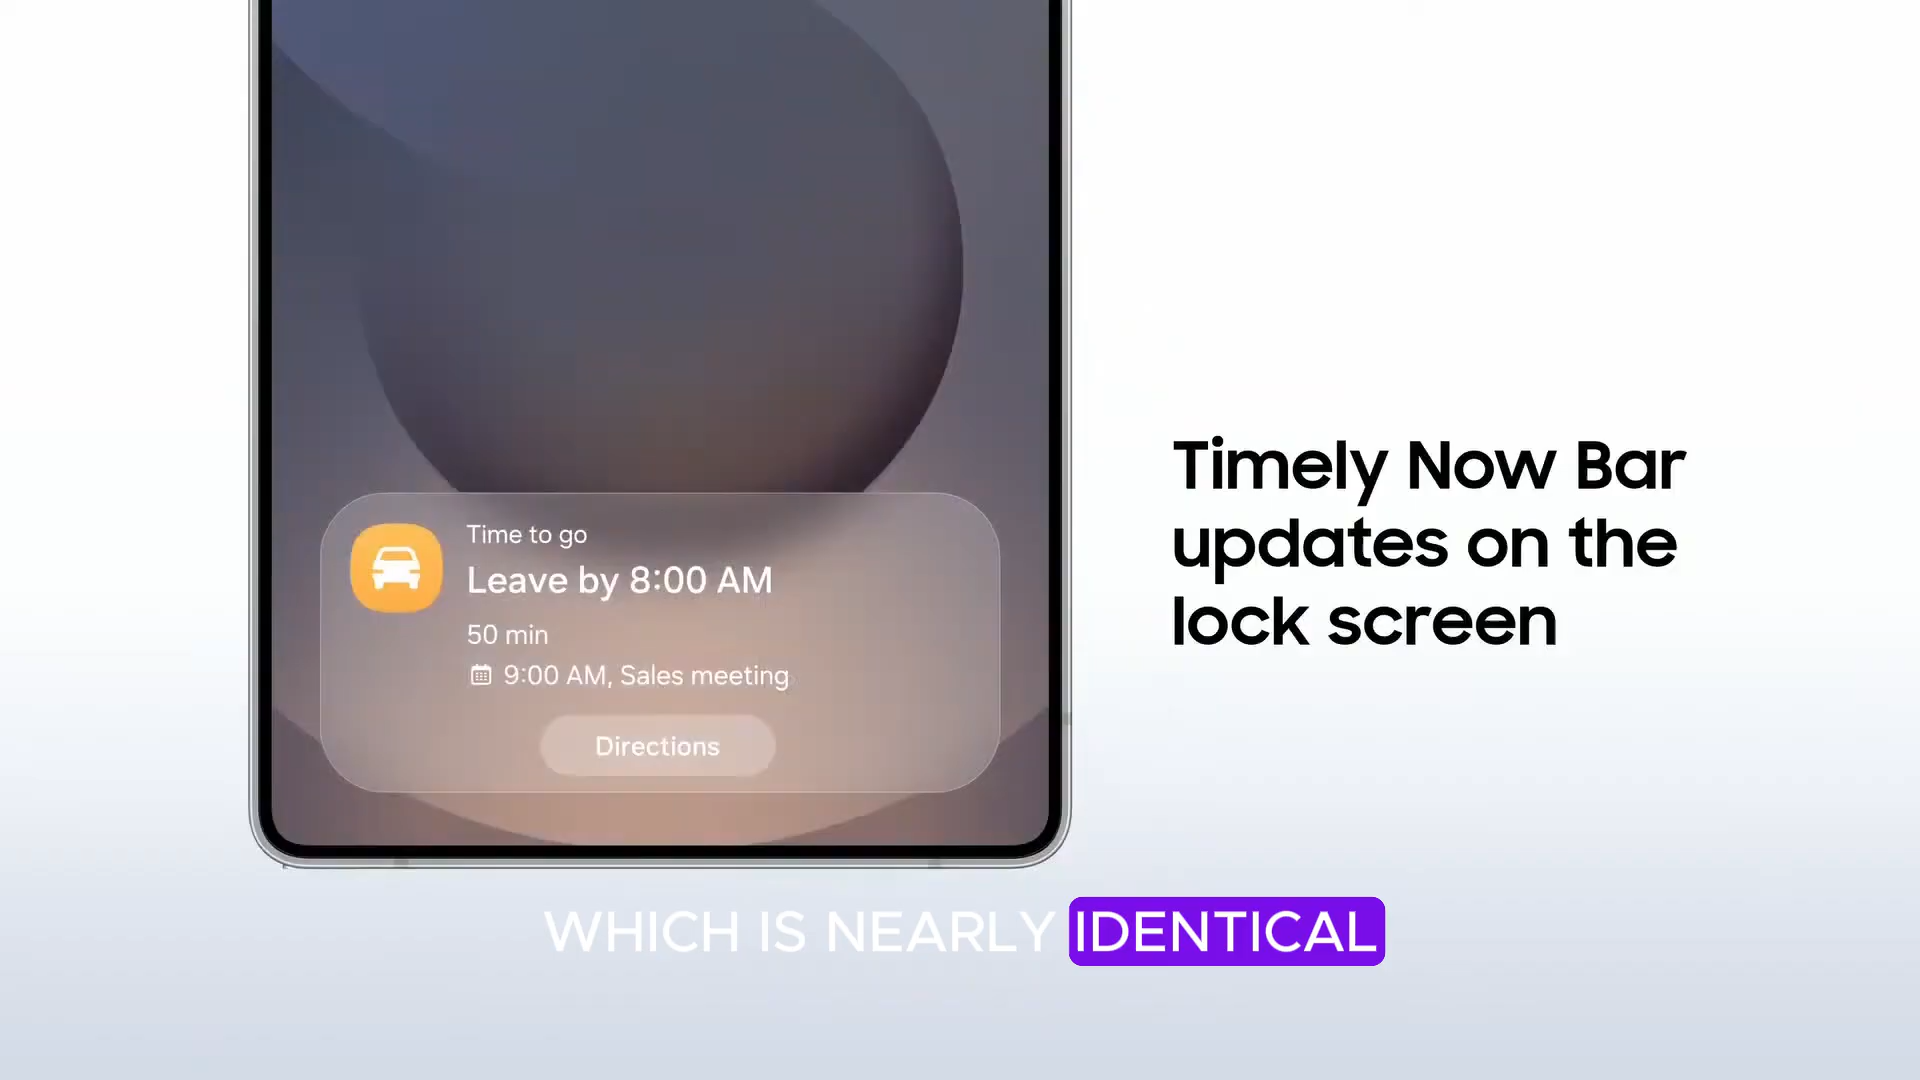 Time to go
Leave by 8:00 AM
50 min
9:00 AM, Sales meeting
Directions
Timely Now Bar
updates on the
lock screen
WHICH IS NEARLY IDENTICAL